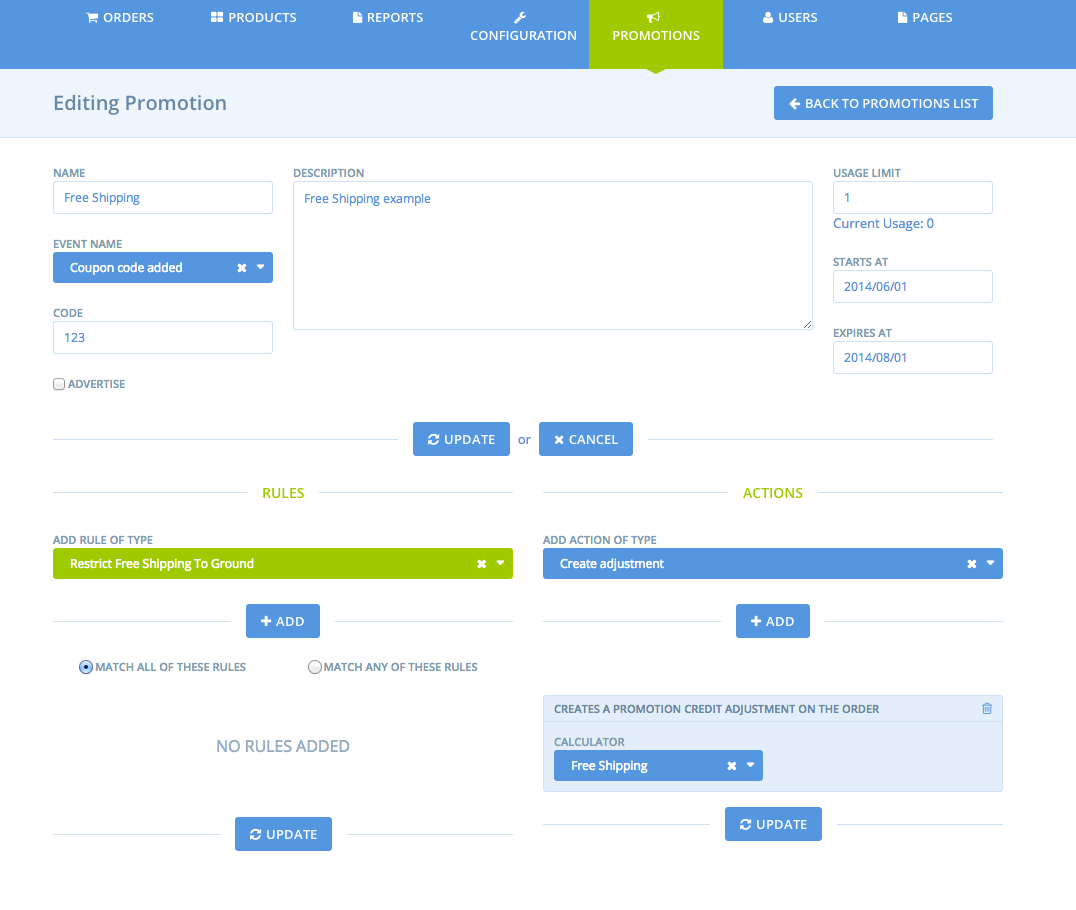 ORDERS
PRODUCTS
REPORTS
CONFIGURATION
PROMOTIONS
USERS
PAGES
Editing Promotion
BACK TO PROMOTIONS LIST
NAME
Free Shipping
EVENT NAME
Coupon code added
CODE
123
ADVERTISE
DESCRIPTION
Free Shipping example
USAGE LIMIT
1
Current Usage: 0
STARTS AT
2014/06/01
EXPIRES AT
2014/08/01
UPDATE or CANCEL
RULES
ADD RULE OF TYPE
Restrict Free Shipping To Ground
ADD
MATCH ALL OF THESE RULES
MATCH ANY OF THESE RULES
NO RULES ADDED
UPDATE
ACTIONS
ADD ACTION OF TYPE
Create adjustment
ADD
CREATES A PROMOTION CREDIT ADJUSTMENT ON THE ORDER
CALCULATOR
Free Shipping
UPDATE